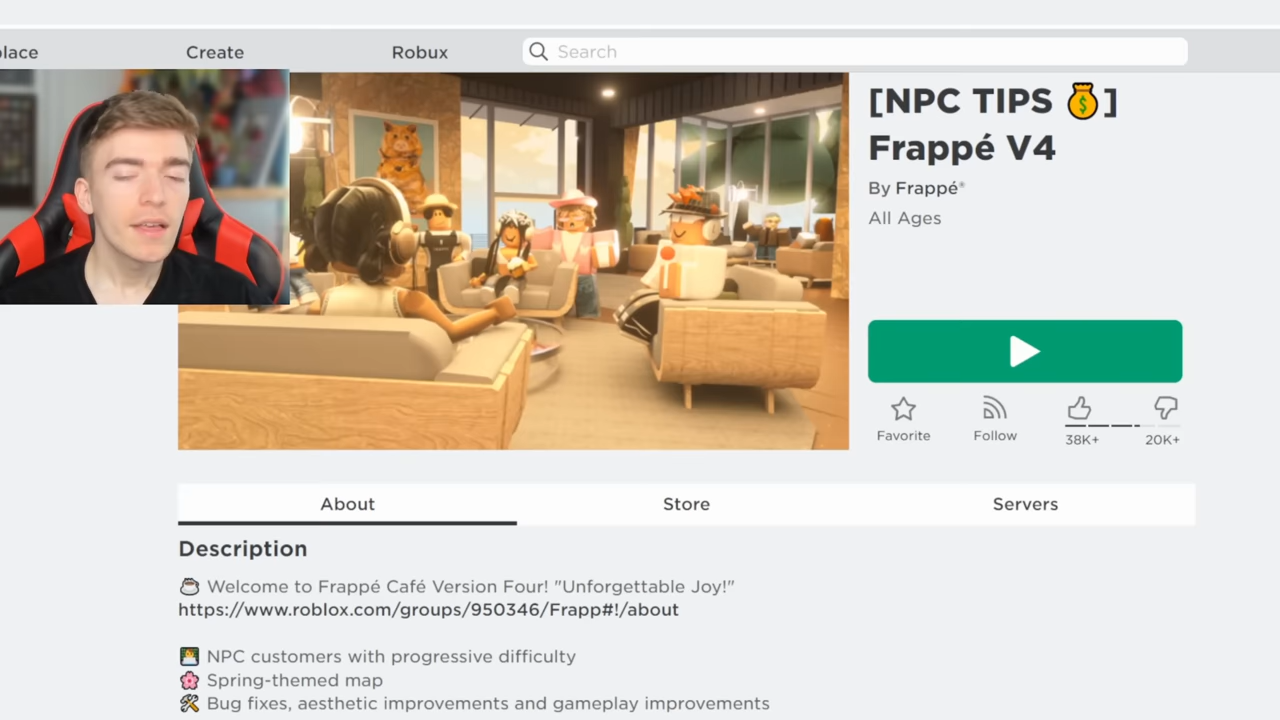 place
Create
Robux
Search
[NPC TIPS 💰]
Frappé V4
By Frappé®
All Ages
Favorite
Follow
38K+
20K+
About
Store
Servers
Description
☕ Welcome to Frappé Café Version Four! "Unforgettable Joy!"
https://www.roblox.com/groups/950346/Frapp#!/about
👩‍🏫 NPC customers with progressive difficulty
🌸 Spring-themed map
🛠 Bug fixes, aesthetic improvements and gameplay improvements